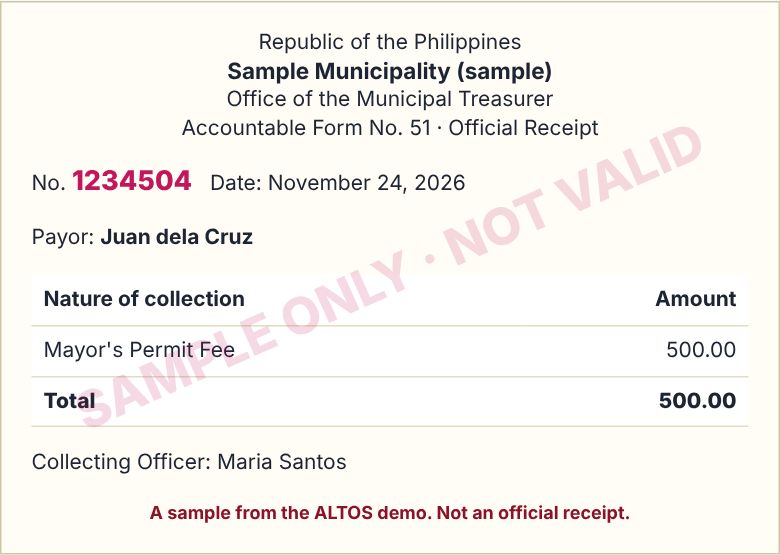 Republic of the Philippines
Sample Municipality (sample)
Office of the Municipal Treasurer
Accountable Form No. 51 · Official Receipt
No. 1234504 Date: November 24, 2026
Payor: Juan dela Cruz
Nature of collection Amount
Mayor's Permit Fee 500.00
Total 500.00
Collecting Officer: Maria Santos
A sample from the ALTOS demo. Not an official receipt.
SAMPLE ONLY · NOT VALID